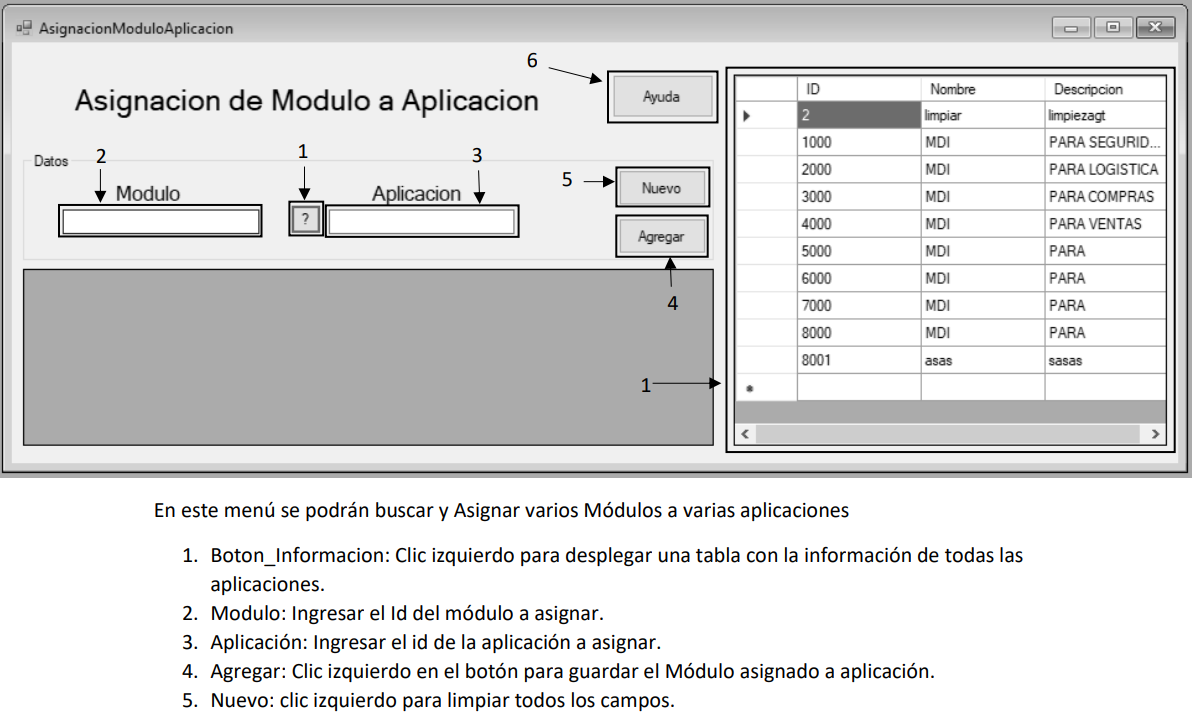 AsignacionModuloAplicacion
6
Asignacion de Modulo a Aplicacion
Ayuda
Datos
2
1
3
5
Modulo
?
Aplicacion
Nuevo
Agregar
4
1
ID Nombre Descripcion
2 limpiar limpiezagt
1000 MDI PARA SEGURID...
2000 MDI PARA LOGISTICA
3000 MDI PARA COMPRAS
4000 MDI PARA VENTAS
5000 MDI PARA
6000 MDI PARA
7000 MDI PARA
8000 MDI PARA
8001 asas sasas
En este menú se podrán buscar y Asignar varios Módulos a varias aplicaciones
1. Boton_Informacion: Clic izquierdo para desplegar una tabla con la información de todas las
aplicaciones.
2. Modulo: Ingresar el Id del módulo a asignar.
3. Aplicación: Ingresar el id de la aplicación a asignar.
4. Agregar: Clic izquierdo en el botón para guardar el Módulo asignado a aplicación.
5. Nuevo: clic izquierdo para limpiar todos los campos.